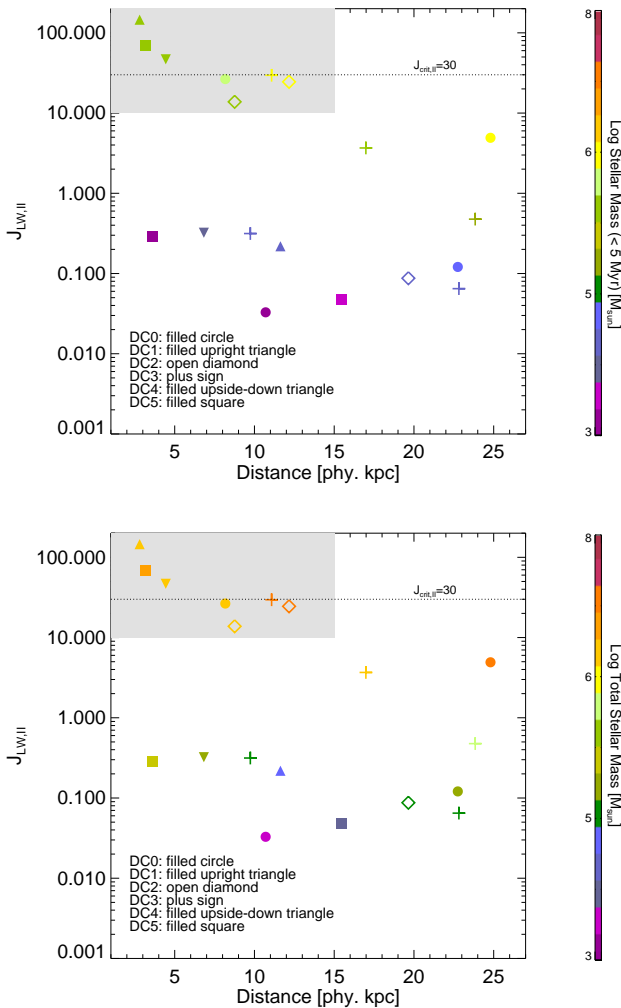 100.000
10.000
1.000
0.100
0.010
0.001
J_LW,II
J_crit,II=30
DC0: filled circle
DC1: filled upright triangle
DC2: open diamond
DC3: plus sign
DC4: filled upside-down triangle
DC5: filled square
5 10 15 20 25
Distance [phy. kpc]
8
6
5
3
Log Stellar Mass (< 5 Myr) [M_sun]
100.000
10.000
1.000
0.100
0.010
0.001
J_LW,II
J_crit,II=30
DC0: filled circle
DC1: filled upright triangle
DC2: open diamond
DC3: plus sign
DC4: filled upside-down triangle
DC5: filled square
5 10 15 20 25
Distance [phy. kpc]
8
6
5
3
Log Total Stellar Mass [M_sun]